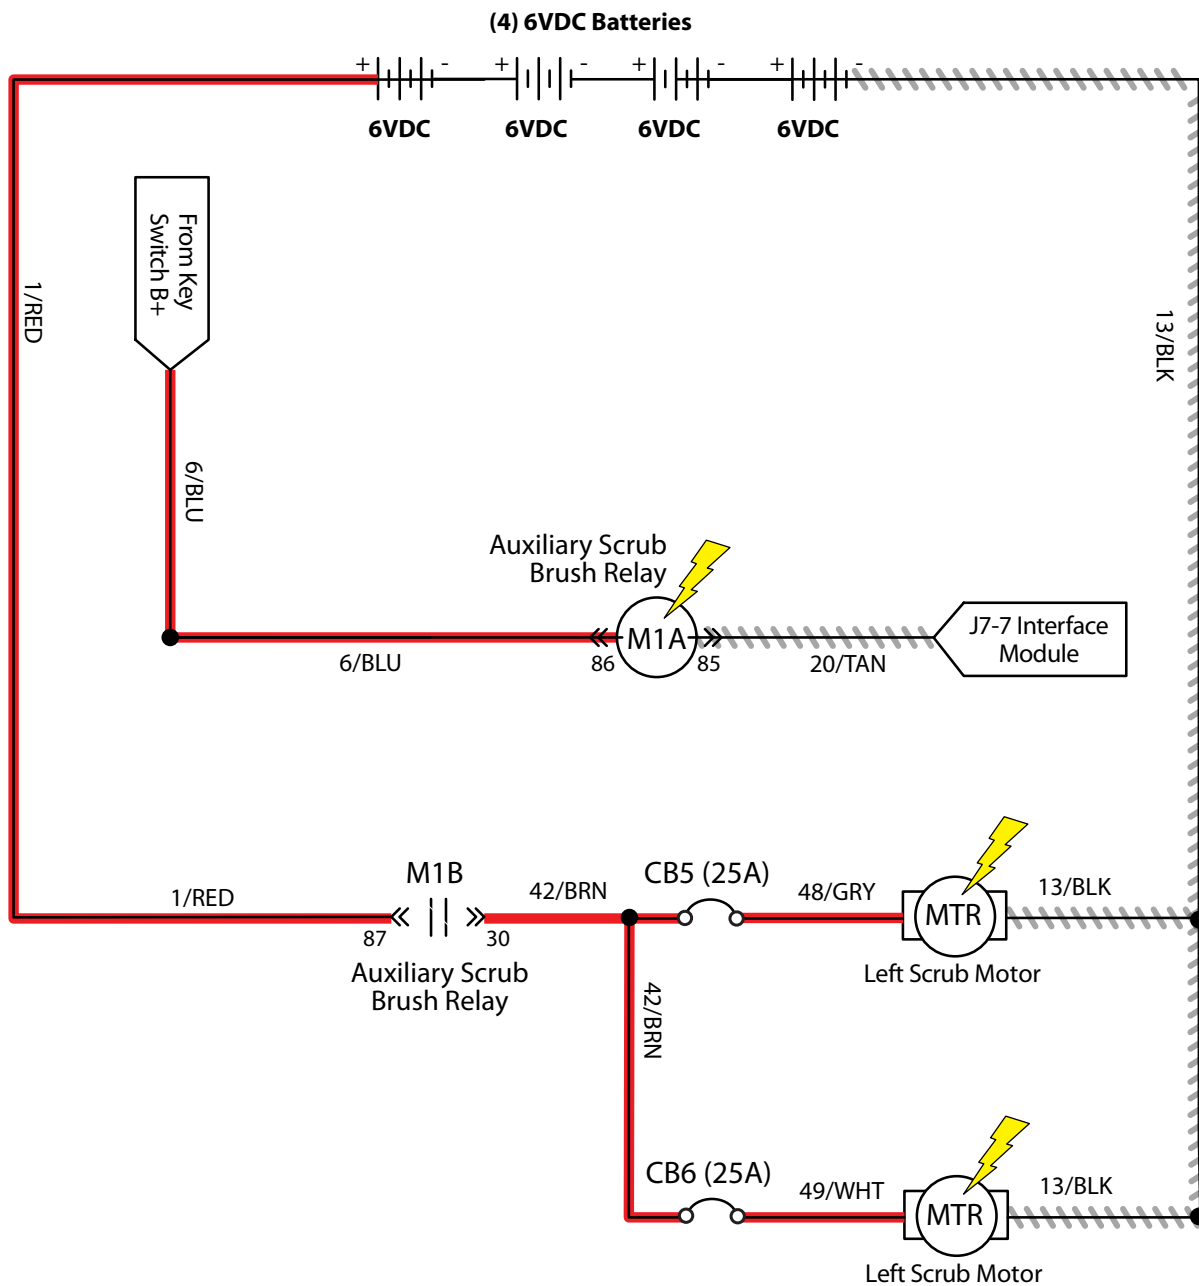 (4) 6VDC Batteries
+ - + - + - + -
6VDC 6VDC 6VDC 6VDC
From Key
Switch B+
1/RED
13/BLK
6/BLU
Auxiliary Scrub
Brush Relay
M1A
J7-7 Interface
Module
6/BLU
86
85
20/TAN
M1B
1/RED
42/BRN
CB5 (25A)
48/GRY
13/BLK
MTR
87
30
Auxiliary Scrub
Brush Relay
Left Scrub Motor
42/BRN
CB6 (25A)
49/WHT
13/BLK
MTR
Left Scrub Motor